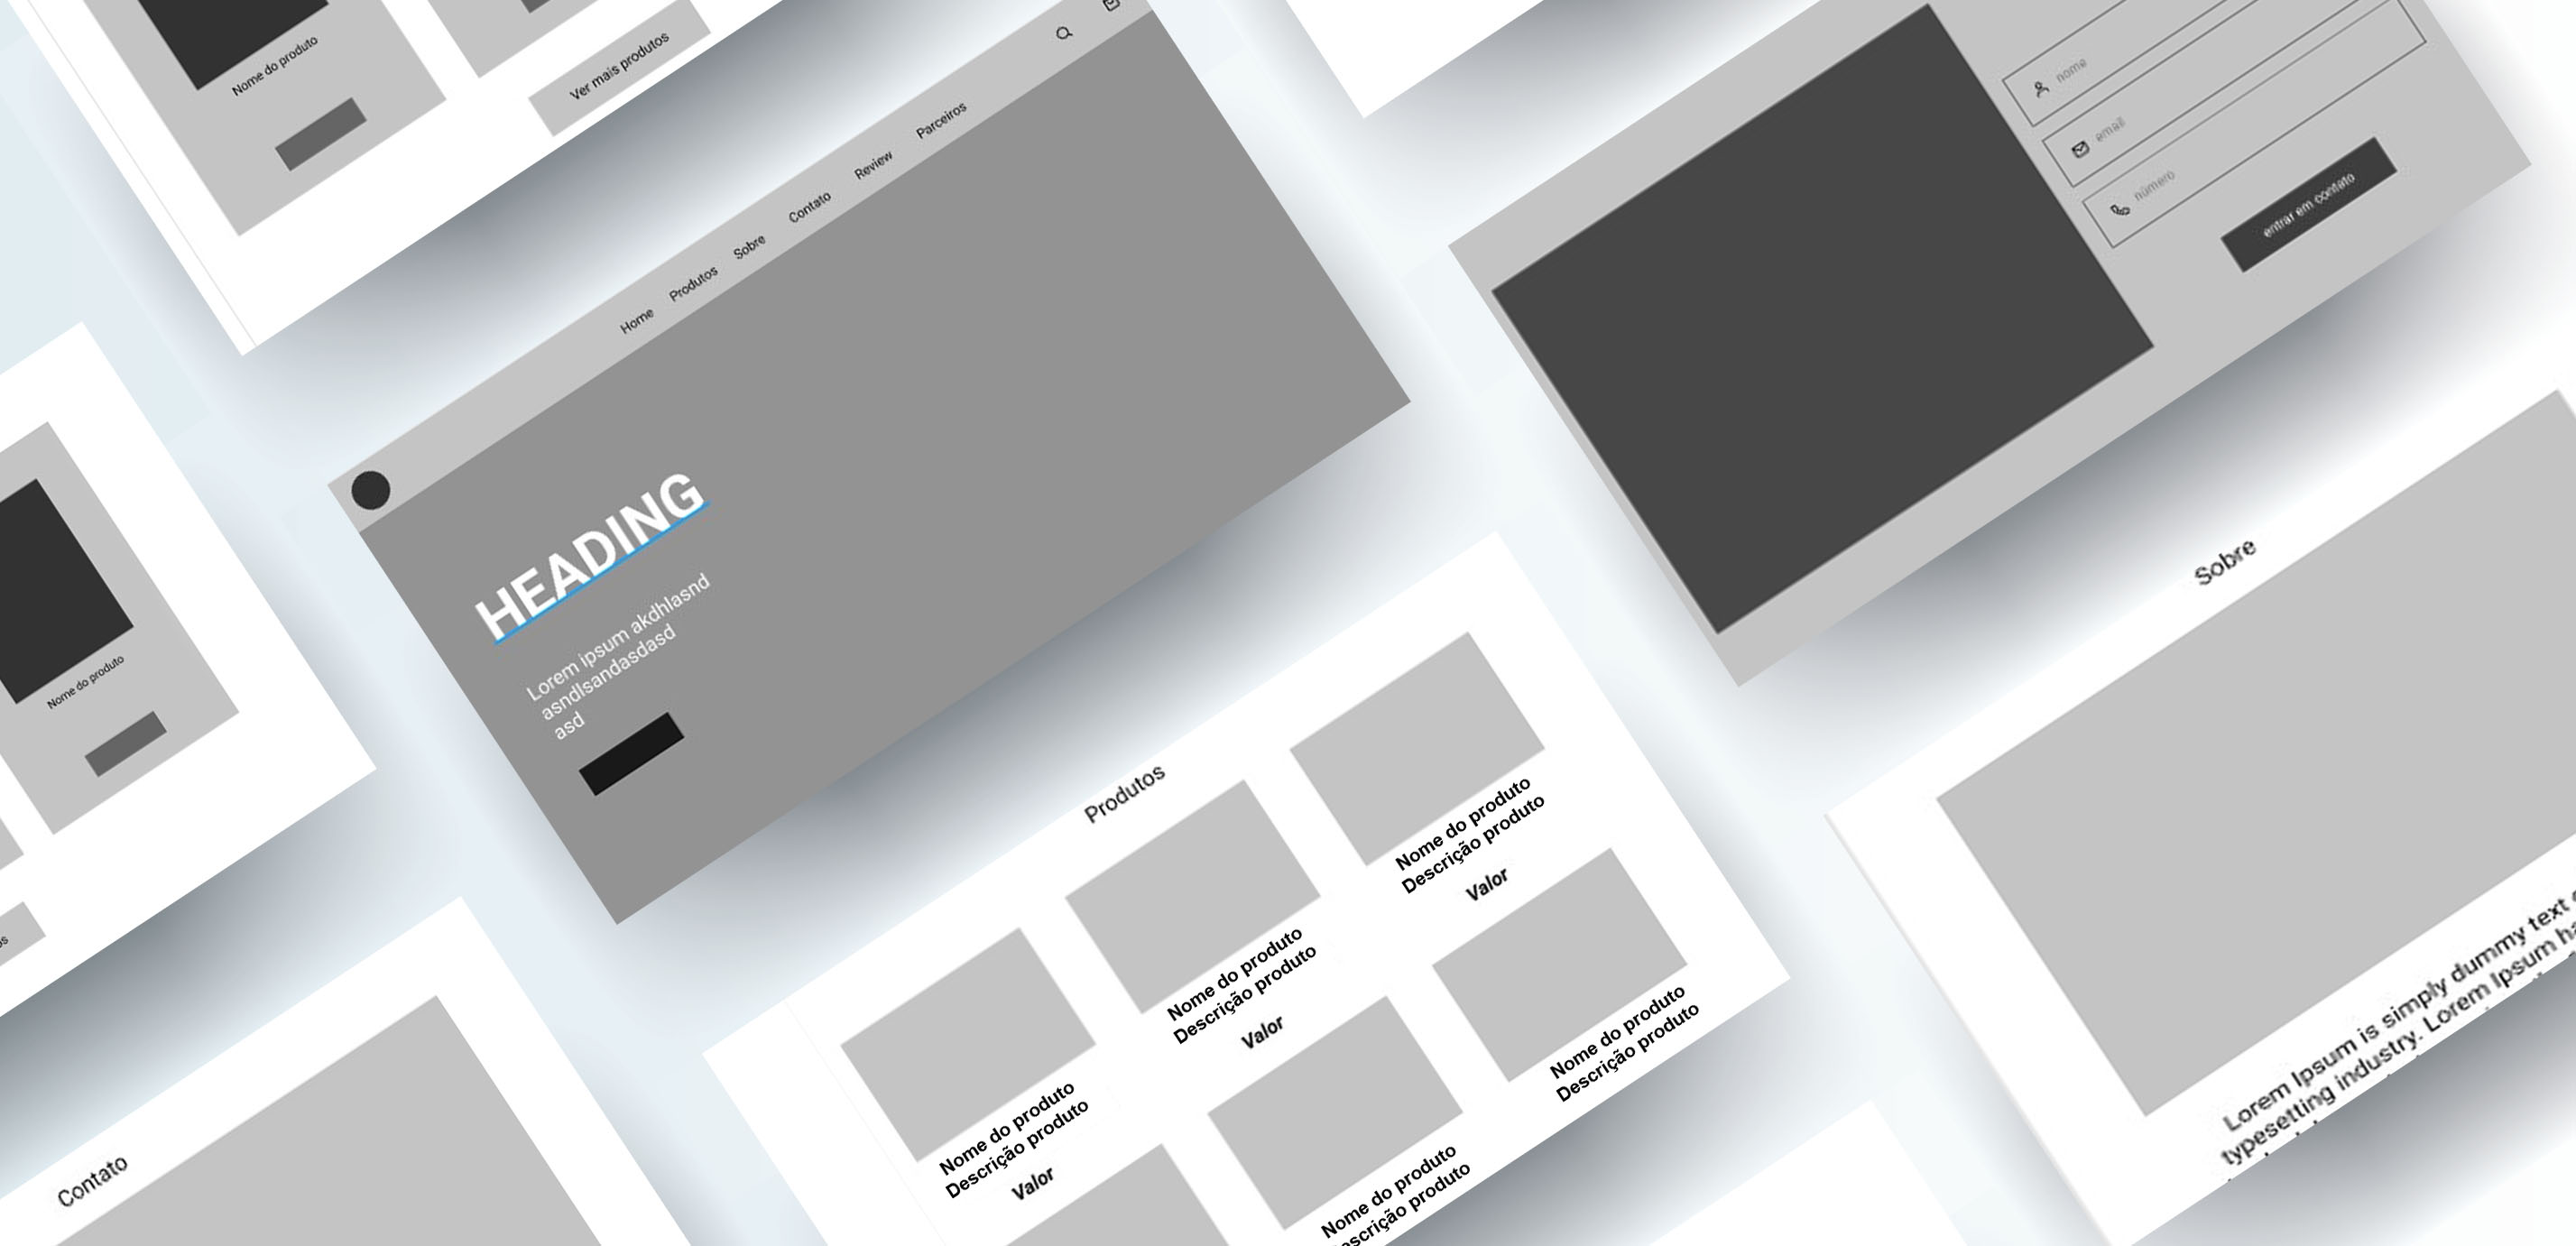 Nome do produto
Ver mais produtos
Home
Produtos
Sobre
Contato
Review
Parceiros
HEADING
Lorem ipsum akdhlasnd
asndlsandasdasd
asd
nome
email
número
entrar em contato
Nome do produto
Contato
Produtos
Nome do produto
Descrição produto
Valor
Nome do produto
Descrição produto
Valor
Nome do produto
Descrição produto
Valor
Nome do produto
Descrição produto
Nome do produto
escrição produto
Sobre
Lorem Ipsum is simply dummy text
typesetting industry. Lorem Ipsum ha